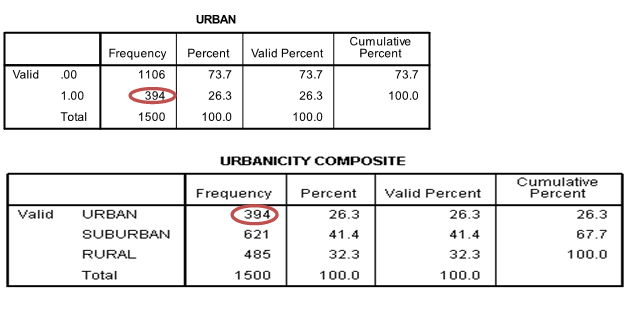 URBAN
Frequency Percent Valid Percent Cumulative Percent
Valid .00 1106 73.7 73.7 73.7
1.00 394 26.3 26.3 100.0
Total 1500 100.0 100.0
URBANICITY COMPOSITE
Frequency Percent Valid Percent Cumulative Percent
Valid URBAN 394 26.3 26.3 26.3
SUBURBAN 621 41.4 41.4 67.7
RURAL 485 32.3 32.3 100.0
Total 1500 100.0 100.0